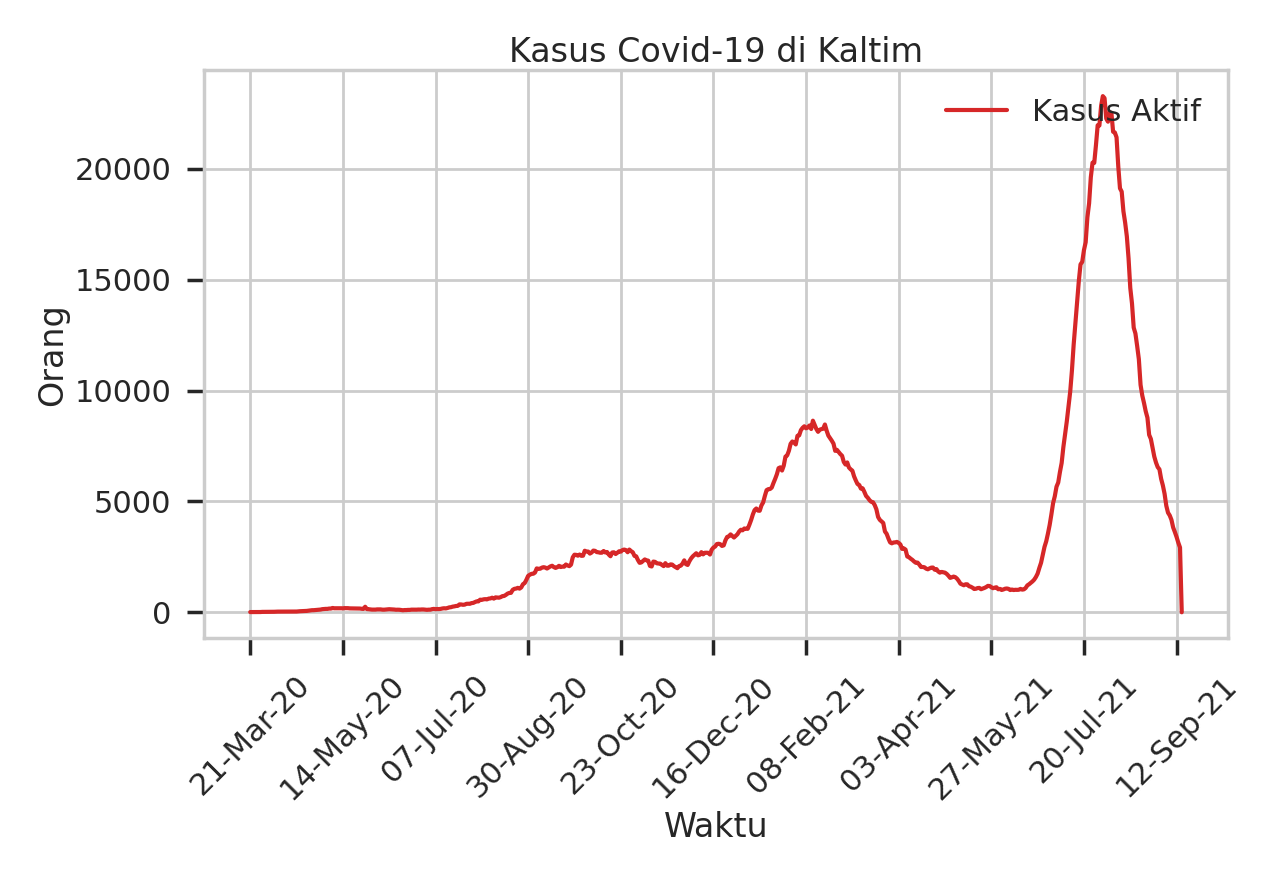 Kasus Covid-19 di Kaltim
Kasus Aktif
Orang
20000
15000
10000
5000
0
21-Mar-20
14-May-20
07-Jul-20
30-Aug-20
23-Oct-20
16-Dec-20
08-Feb-21
03-Apr-21
27-May-21
20-Jul-21
12-Sep-21
Waktu